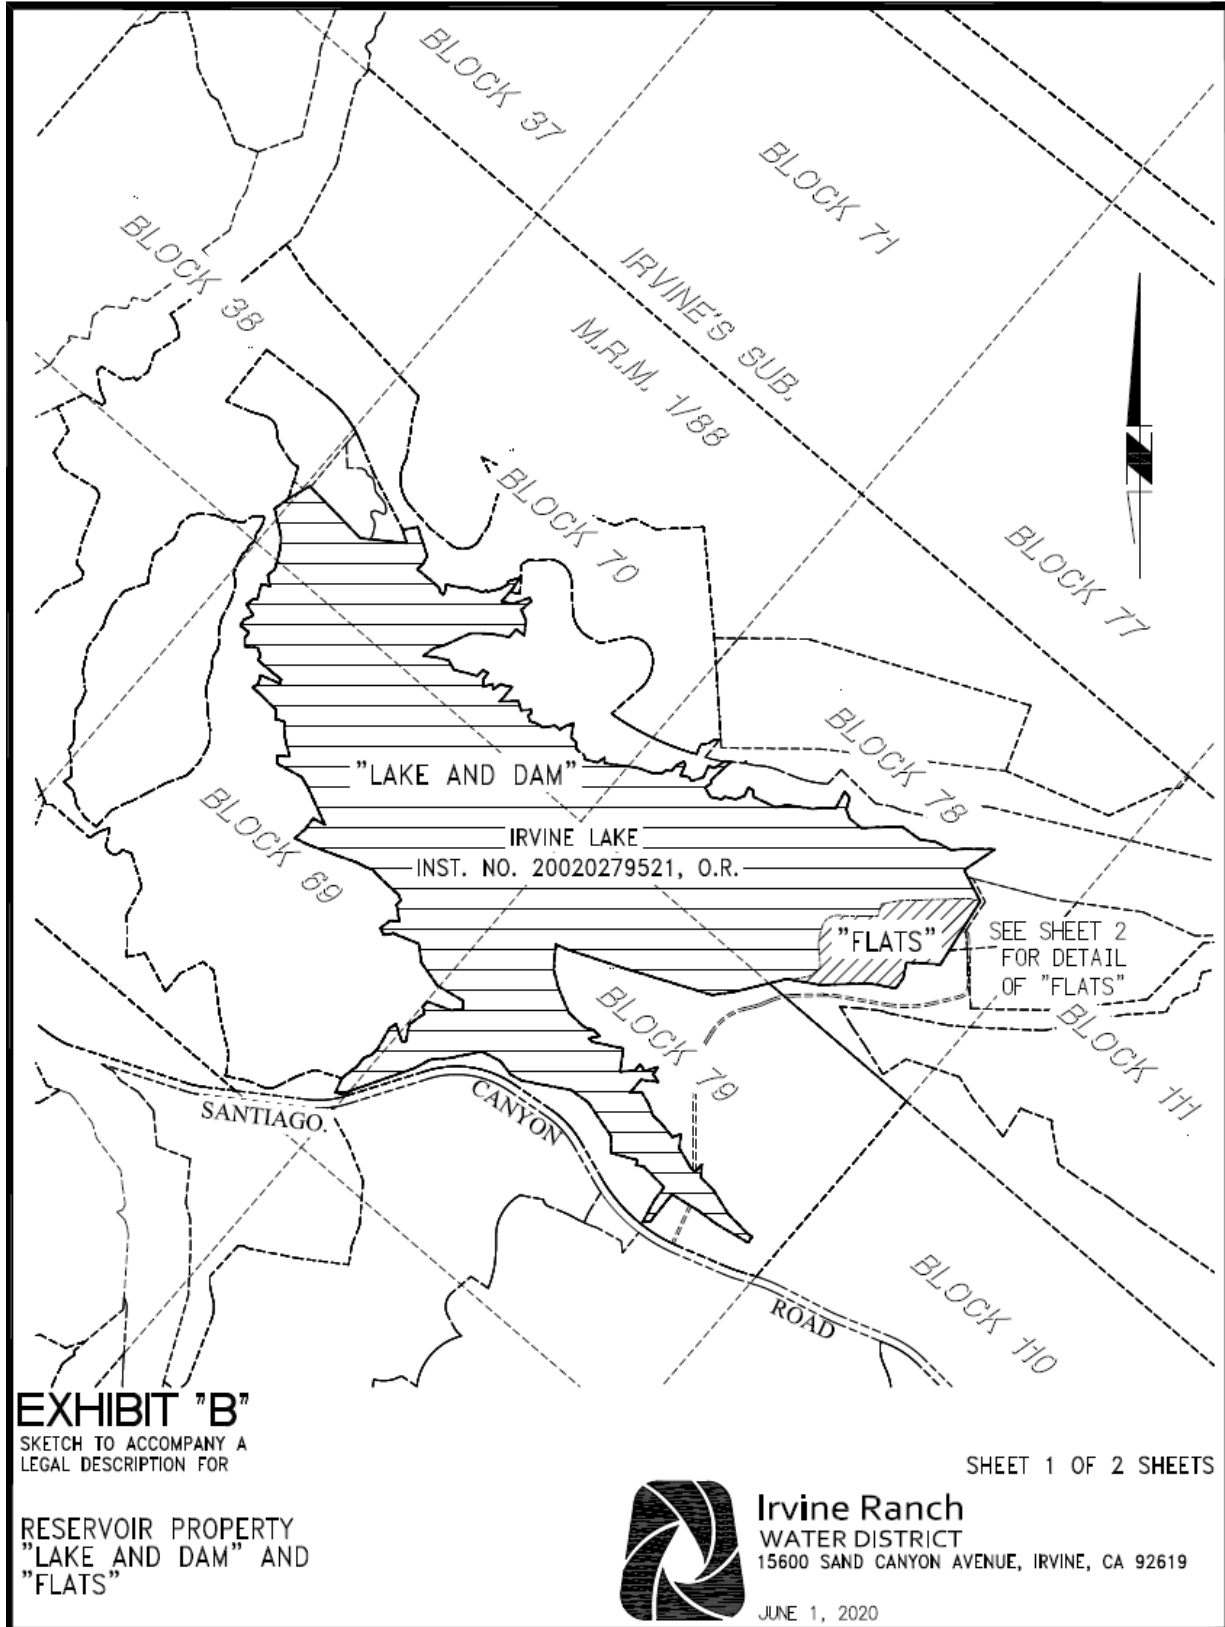 BLOCK 37
BLOCK 71
BLOCK 38
IRVINE'S SUB.
M.R.M. 1/88
BLOCK 70
BLOCK 77
BLOCK 78
"LAKE AND DAM"
BLOCK 69
IRVINE LAKE
INST. NO. 20020279521, O.R.
"FLATS"
SEE SHEET 2
FOR DETAIL
OF "FLATS"
BLOCK 79
BLOCK 111
SANTIAGO.
CANYON
ROAD
BLOCK 110
N
EXHIBIT "B"
SKETCH TO ACCOMPANY A
LEGAL DESCRIPTION FOR
SHEET 1 OF 2 SHEETS
RESERVOIR PROPERTY
"LAKE AND DAM" AND
"FLATS"
Irvine Ranch
WATER DISTRICT
15600 SAND CANYON AVENUE, IRVINE, CA 92619
JUNE 1, 2020